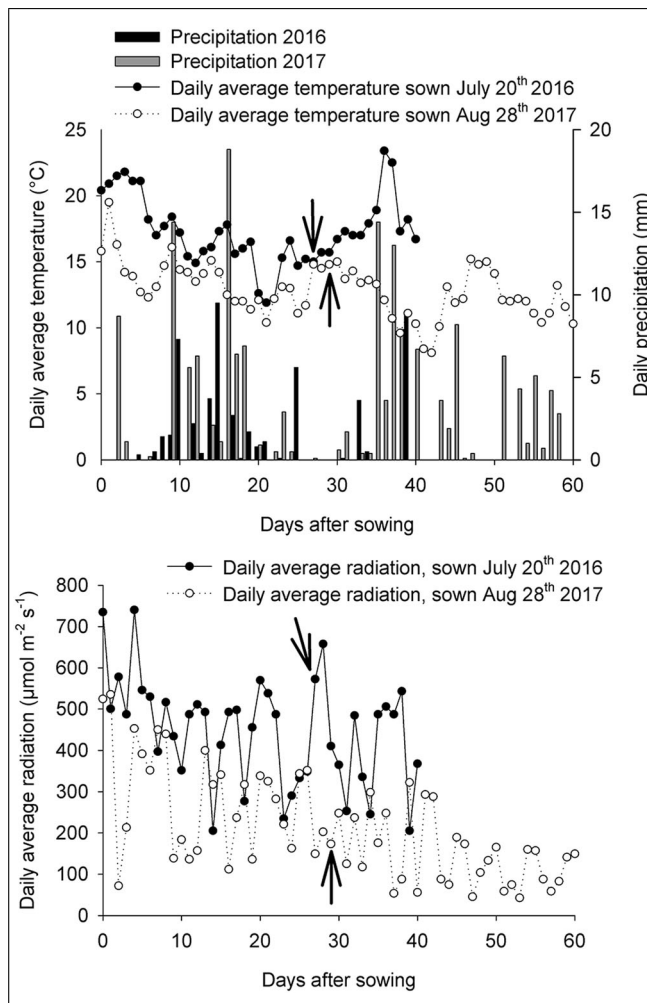 Precipitation 2016
Precipitation 2017
Daily average temperature sown July 20th 2016
Daily average temperature sown Aug 28th 2017
25
20
15
10
5
0
Daily average temperature (°C)
20
15
10
5
0
Daily precipitation (mm)
0 10 20 30 40 50 60
Days after sowing
Daily average radiation, sown July 20th 2016
Daily average radiation, sown Aug 28th 2017
800
700
600
500
400
300
200
100
0
Daily average radiation (µmol m-2 s-1)
0 10 20 30 40 50 60
Days after sowing